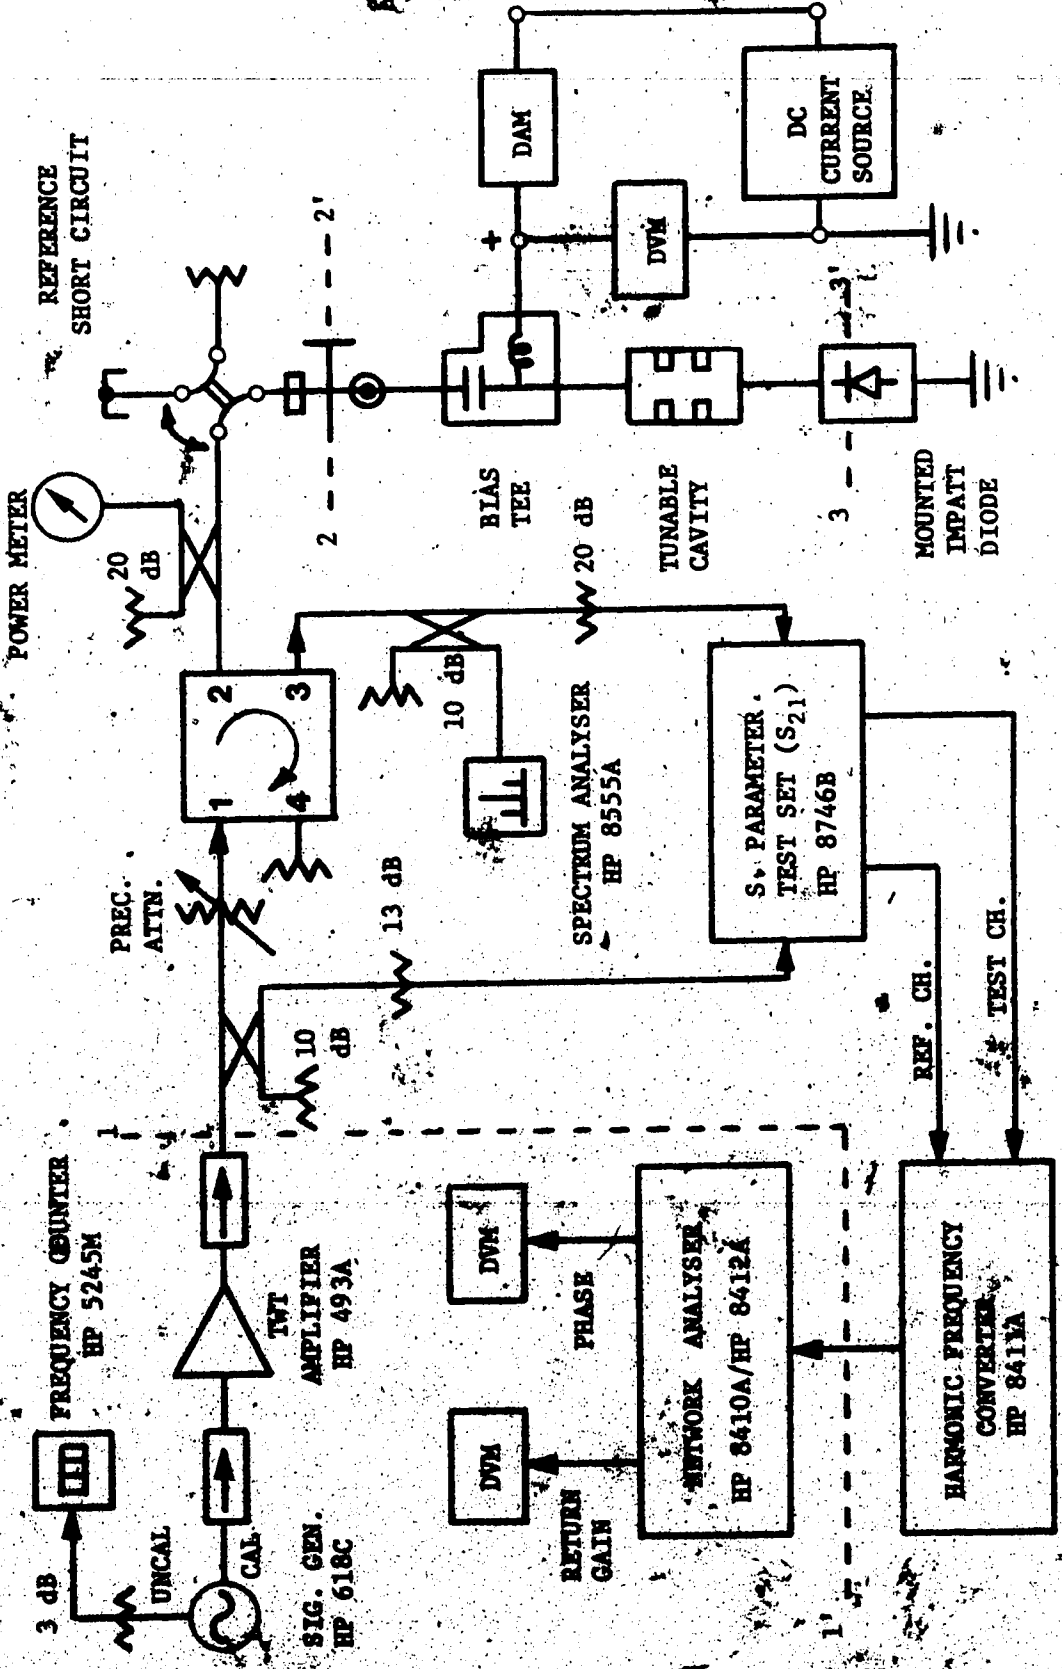 3 dB
FREQUENCY COUNTER
HP 5245M
UNCAL
CAL
SIG. GEN.
HP 618C
TWT
AMPLIFIER
HP 493A
1
1'
10
dB
13 dB
PREC.
ATTN.
1
2
3
4
POWER METER
20
dB
REFERENCE
SHORT CIRCUIT
2
2'
10 dB
20 dB
SPECTRUM ANALYSER
HP 8555A
BIAS
TEE
TUNABLE
CAVITY
3
3'
MOUNTED
IMPATT
DIODE
+
DAM
DVM
DC
CURRENT
SOURCE
S. PARAMETER.
TEST SET (S21)
HP 8746B
REF. CH.
TEST CH.
DVM
DVM
RETURN
GAIN
PHASE
NETWORK ANALYSER
HP 8410A/HP 8412A
HARMONIC FREQUENCY
CONVERTER
HP 8411A